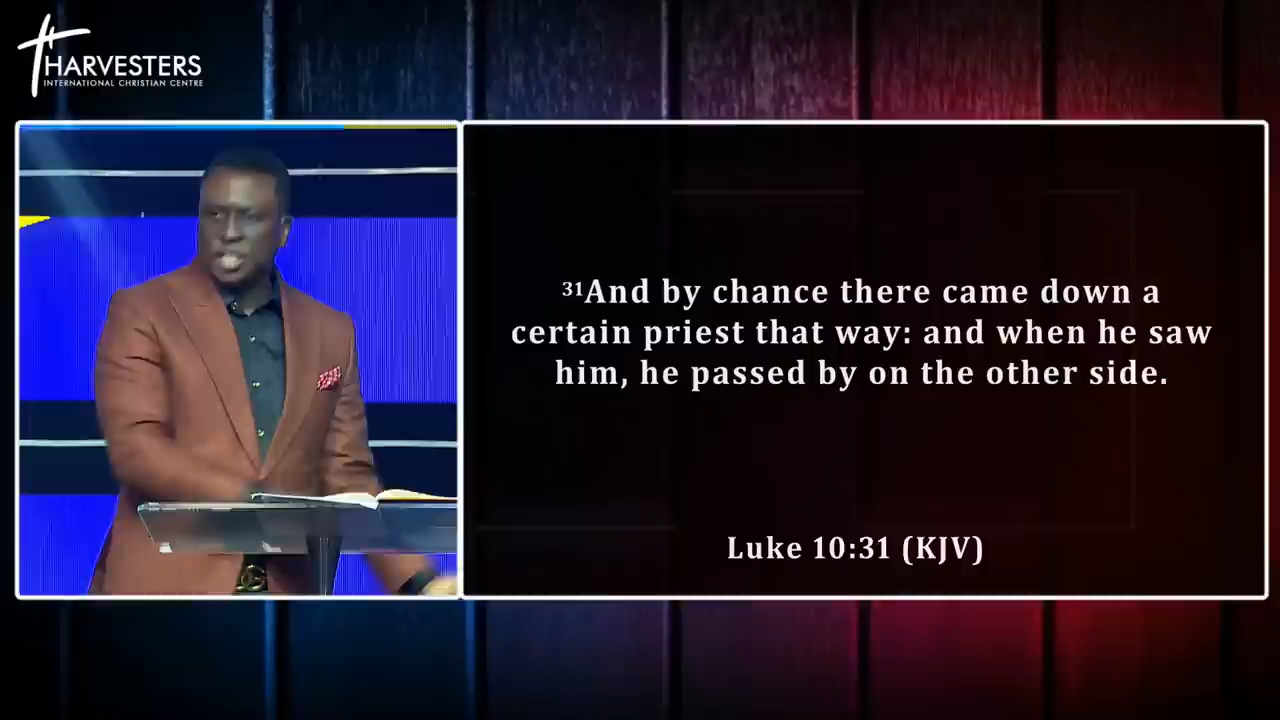 HARVESTERS
INTERNATIONAL CHRISTIAN CENTRE
31And by chance there came down a
certain priest that way: and when he saw
him, he passed by on the other side.
Luke 10:31 (KJV)